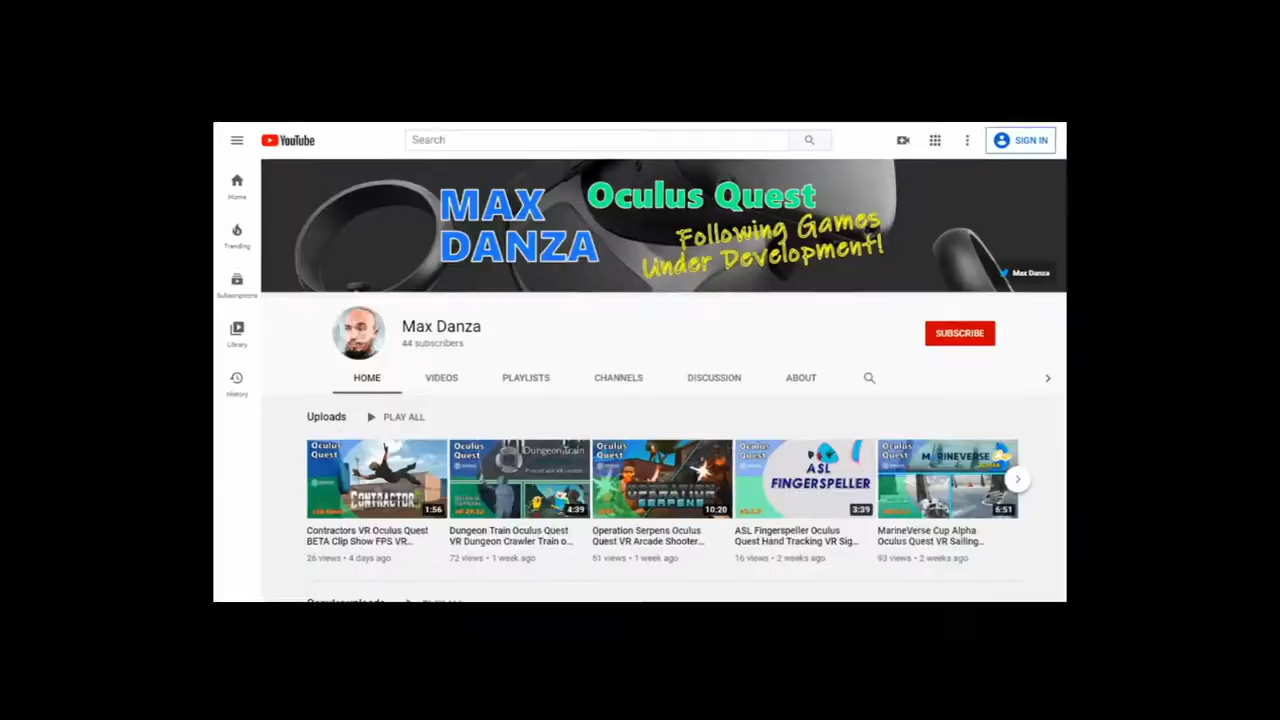 YouTube
Search
SIGN IN
Home
Trending
Subscriptions
Library
History
MAX
DANZA
Oculus Quest
Following Games
Under Development!
Max Danza
Max Danza
44 subscribers
SUBSCRIBE
HOME VIDEOS PLAYLISTS CHANNELS DISCUSSION ABOUT
Uploads PLAY ALL
Oculus
Quest
CONTRACTOR
1:56
Contractors VR Oculus Quest
BETA Clip Show FPS VR...
26 views • 4 days ago
Oculus
Quest
DungeonTrain
4:39
Dungeon Train Oculus Quest
VR Dungeon Crawler Train o...
72 views • 1 week ago
Oculus
Quest
OPERATION
SERPENS
10:20
Operation Serpens Oculus
Quest VR Arcade Shooter...
61 views • 1 week ago
Oculus
Quest
ASL
FINGERSPELLER
3:39
ASL Fingerspeller Oculus
Quest Hand Tracking VR Sig...
16 views • 2 weeks ago
Oculus
Quest
MARINEVERSE
6:51
MarineVerse Cup Alpha
Oculus Quest VR Sailing...
93 views • 2 weeks ago